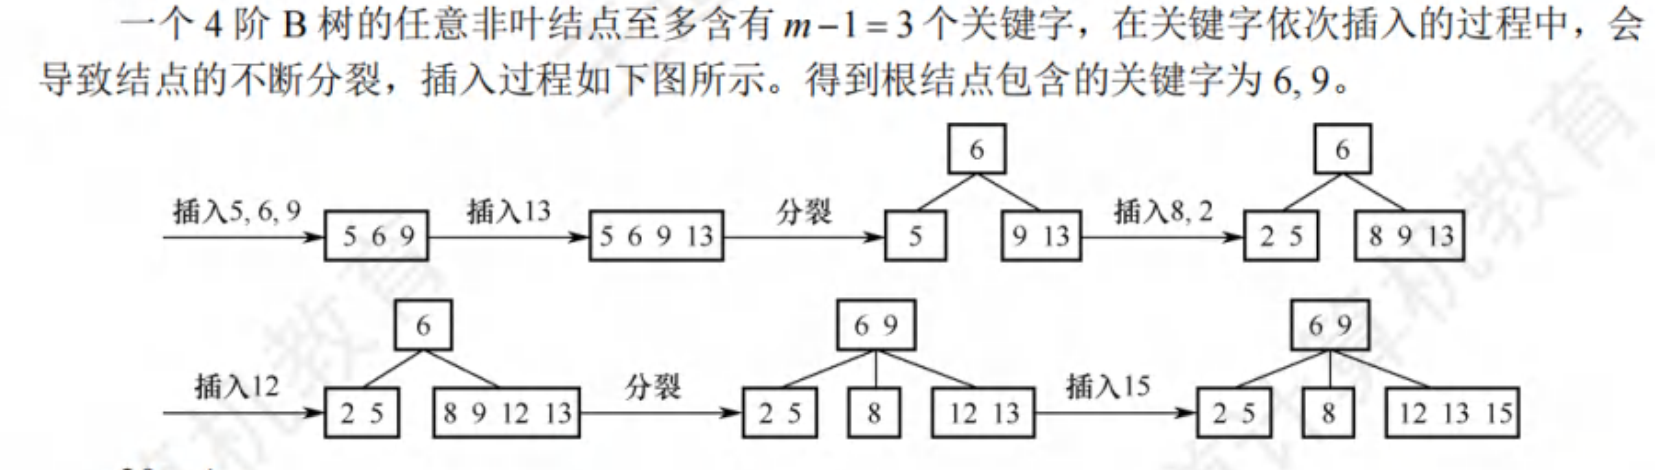 一个 4 阶 B 树的任意非叶结点至多含有 m−1=3 个关键字，在关键字依次插入的过程中，会
导致结点的不断分裂，插入过程如下图所示。得到根结点包含的关键字为 6, 9。
6
6
插入5, 6, 9
5 6 9
插入13
5 6 9 13
分裂
5
9 13
插入8, 2
2 5
8 9 13
6
6 9
6 9
插入12
2 5
8 9 12 13
分裂
2 5
8
12 13
插入15
2 5
8
12 13 15